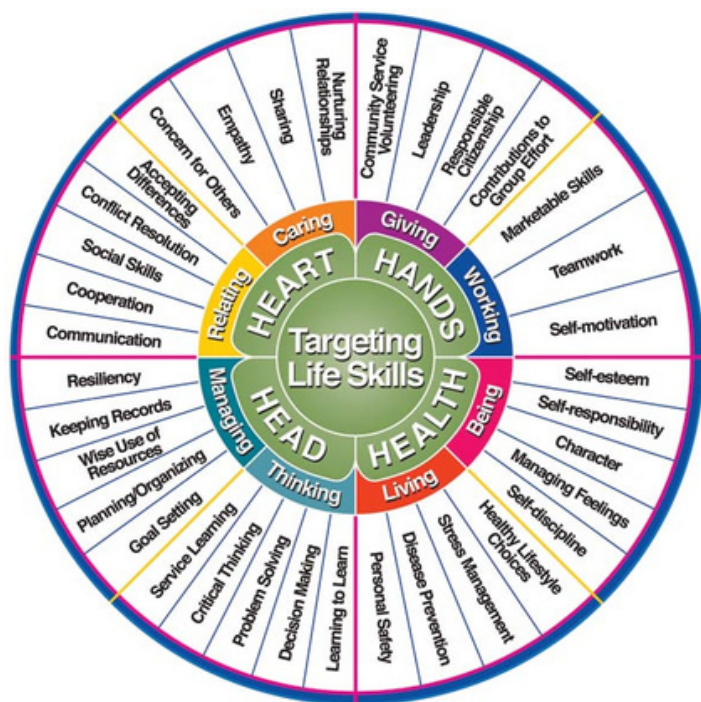 Targeting
Life Skills
HEART
HANDS
HEALTH
HEAD
Caring
Giving
Working
Being
Living
Thinking
Managing
Relating
Nurturing
Relationships
Sharing
Empathy
Concern for Others
Accepting
Differences
Conflict Resolution
Social Skills
Cooperation
Communication
Community Service
Volunteering
Leadership
Responsible
Citizenship
Contributions to
Group Effort
Marketable Skills
Teamwork
Self-motivation
Self-esteem
Self-responsibility
Character
Managing Feelings
Self-discipline
Healthy Lifestyle
Choices
Stress Management
Disease Prevention
Personal Safety
Learning to Learn
Decision Making
Problem Solving
Critical Thinking
Service Learning
Goal Setting
Planning/Organizing
Wise Use of
Resources
Keeping Records
Resiliency